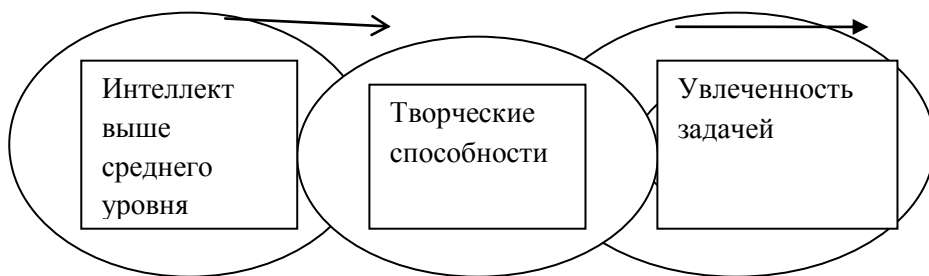 Интеллект
выше
среднего
уровня
Творческие
способности
Увлеченность
задачей